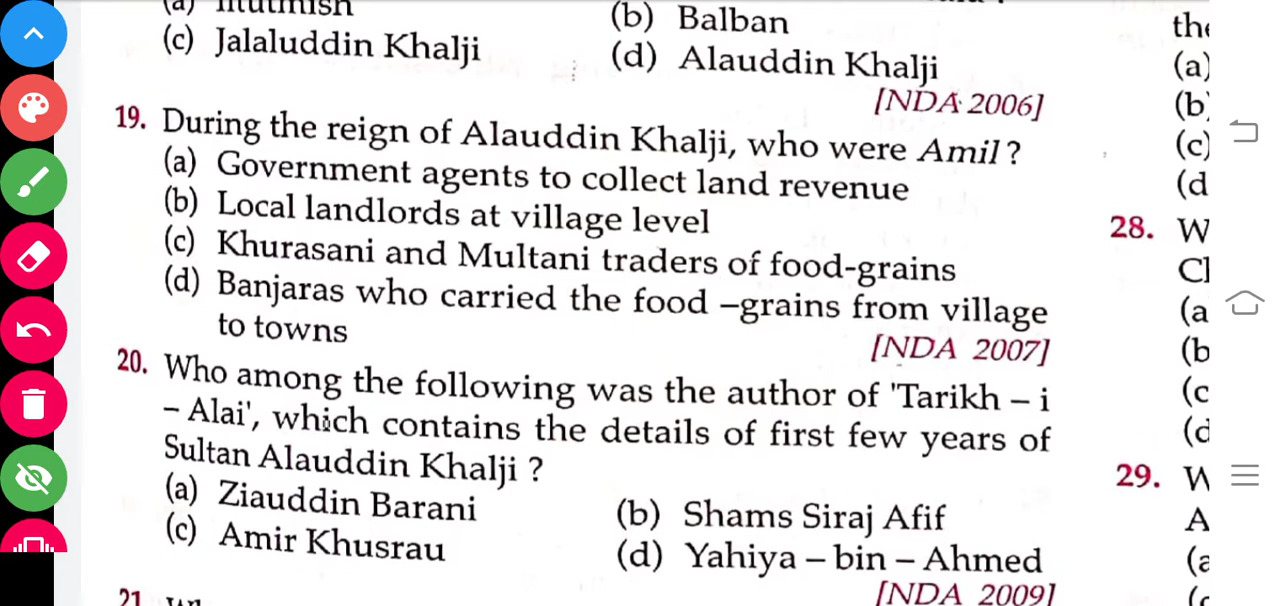 (b) Balban
(c) Jalaluddin Khalji
(d) Alauddin Khalji
[NDA 2006]
19. During the reign of Alauddin Khalji, who were Amil ?
(a) Government agents to collect land revenue
(b) Local landlords at village level
(c) Khurasani and Multani traders of food-grains
(d) Banjaras who carried the food –grains from village
to towns
[NDA 2007]
20. Who among the following was the author of 'Tarikh – i
– Alai', which contains the details of first few years of
Sultan Alauddin Khalji ?
(a) Ziauddin Barani
(b) Shams Siraj Afif
(c) Amir Khusrau
(d) Yahiya – bin – Ahmed
[NDA 2009]
21
(a)
(b)
(c)
(d
28. W
(a
(b
(c
(d
29.
A